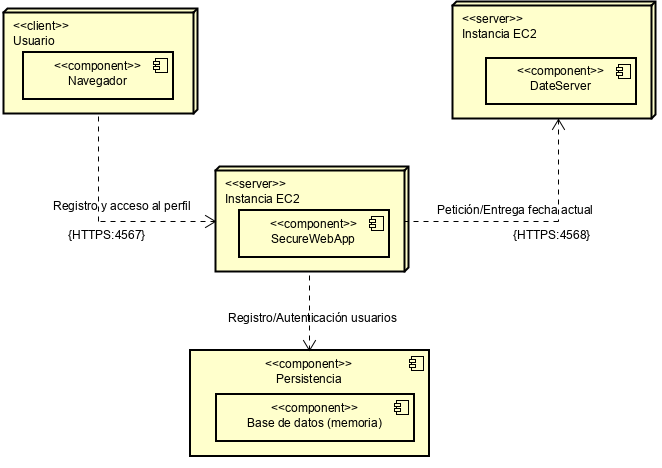 <<client>>
Usuario
<<component>>
Navegador
<<server>>
Instancia EC2
<<component>>
DateServer
Registro y acceso al perfil
{HTTPS:4567}
<<server>>
Instancia EC2
<<component>>
SecureWebApp
Petición/Entrega fecha actual
{HTTPS:4568}
Registro/Autenticación usuarios
<<component>>
Persistencia
<<component>>
Base de datos (memoria)